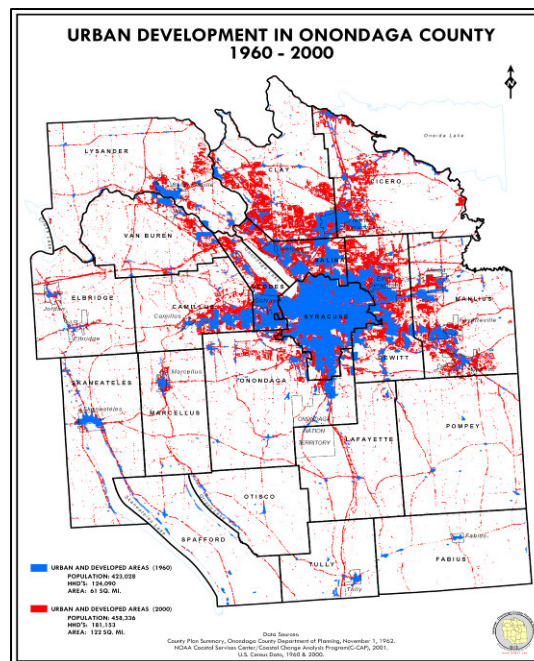 URBAN DEVELOPMENT IN ONONDAGA COUNTY
1960 - 2000
Oneida Lake
LYSANDER
CLAY
CICERO
VAN BUREN
SALINA
ELBRIDGE
Jordan
Elbridge
CAMILLUS
Camillus
SYRACUSE
MANLIUS
DEWITT
SKANEATELES
Skaneateles
Marcellus
MARCELLUS
ONONDAGA
ONONDAGA
NATION
TERRITORY
LAFAYETTE
POMPEY
OTISCO
SPAFFORD
TULLY
Tully
Fabius
FABIUS
URBAN AND DEVELOPED AREAS (1960)
POPULATION: 423,028
HHD'S: 124,090
AREA: 61 SQ. MI.
URBAN AND DEVELOPED AREAS (2000)
POPULATION: 458,336
HHD'S: 181,153
AREA: 122 SQ. MI.
Data Sources:
County Plan Summary, Onondaga County Department of Planning, November 1, 1962.
NOAA Coastal Services Center/Coastal Change Analysis Program(C-CAP), 2001.
U.S. Census Data, 1960 & 2000.